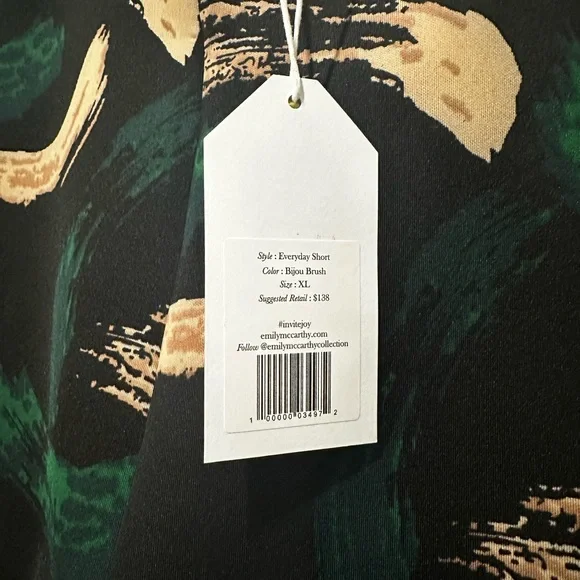 Style : Everyday Short
Color : Bijou Brush
Size : XL
Suggested Retail : $138
#invitejoy
emilymccarthy.com
Follow @emilymccarthycollection
1 00000 03497 2